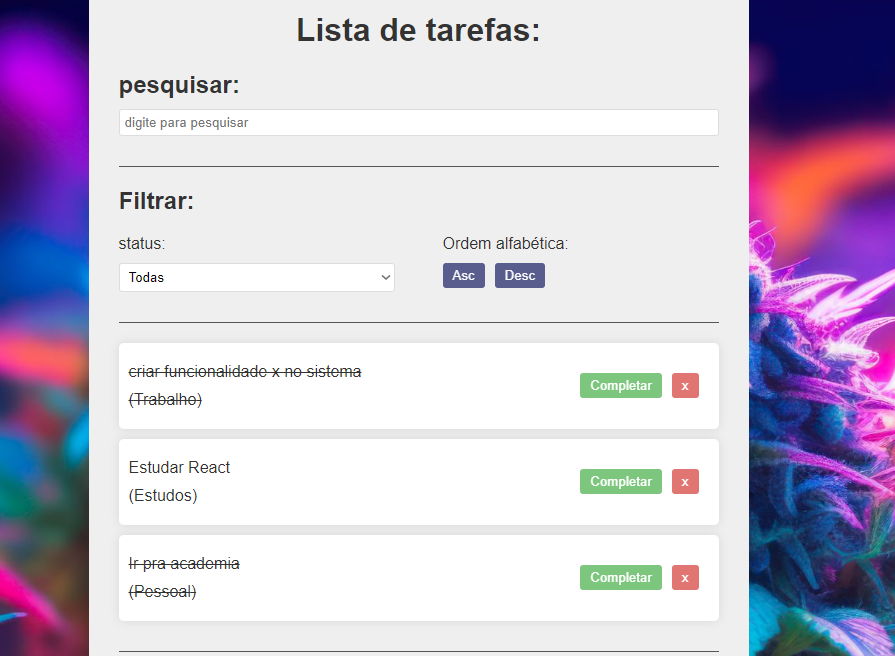 Lista de tarefas:
pesquisar:
digite para pesquisar
Filtrar:
status:
Ordem alfabética:
Todas
Asc Desc
criar funcionalidade x no sistema
(Trabalho)
Completar x
Estudar React
(Estudos)
Completar x
Ir pra academia
(Pessoal)
Completar x